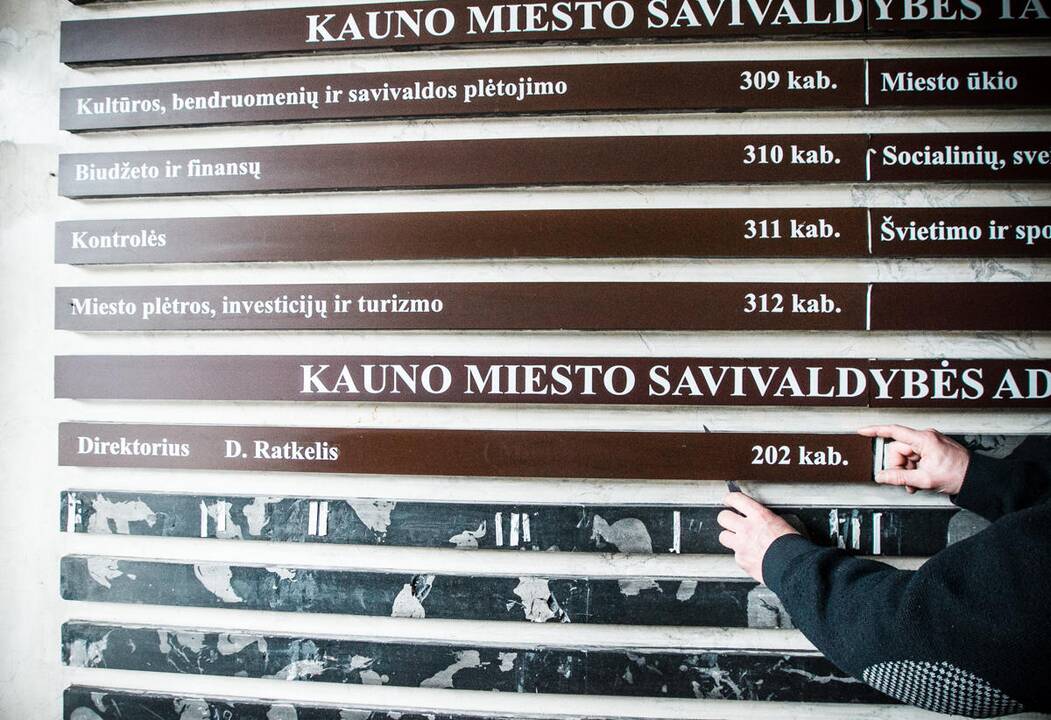 KAUNO MIESTO SAVIVALDYBĖS TA
Kultūros, bendruomenių ir savivaldos plėtojimo 309 kab. Miesto ūkio
Biudžeto ir finansų 310 kab. Socialinių, sve
Kontrolės 311 kab. Švietimo ir spo
Miesto plėtros, investicijų ir turizmo 312 kab.
KAUNO MIESTO SAVIVALDYBĖS AD
Direktorius D. Ratkelis 202 kab.